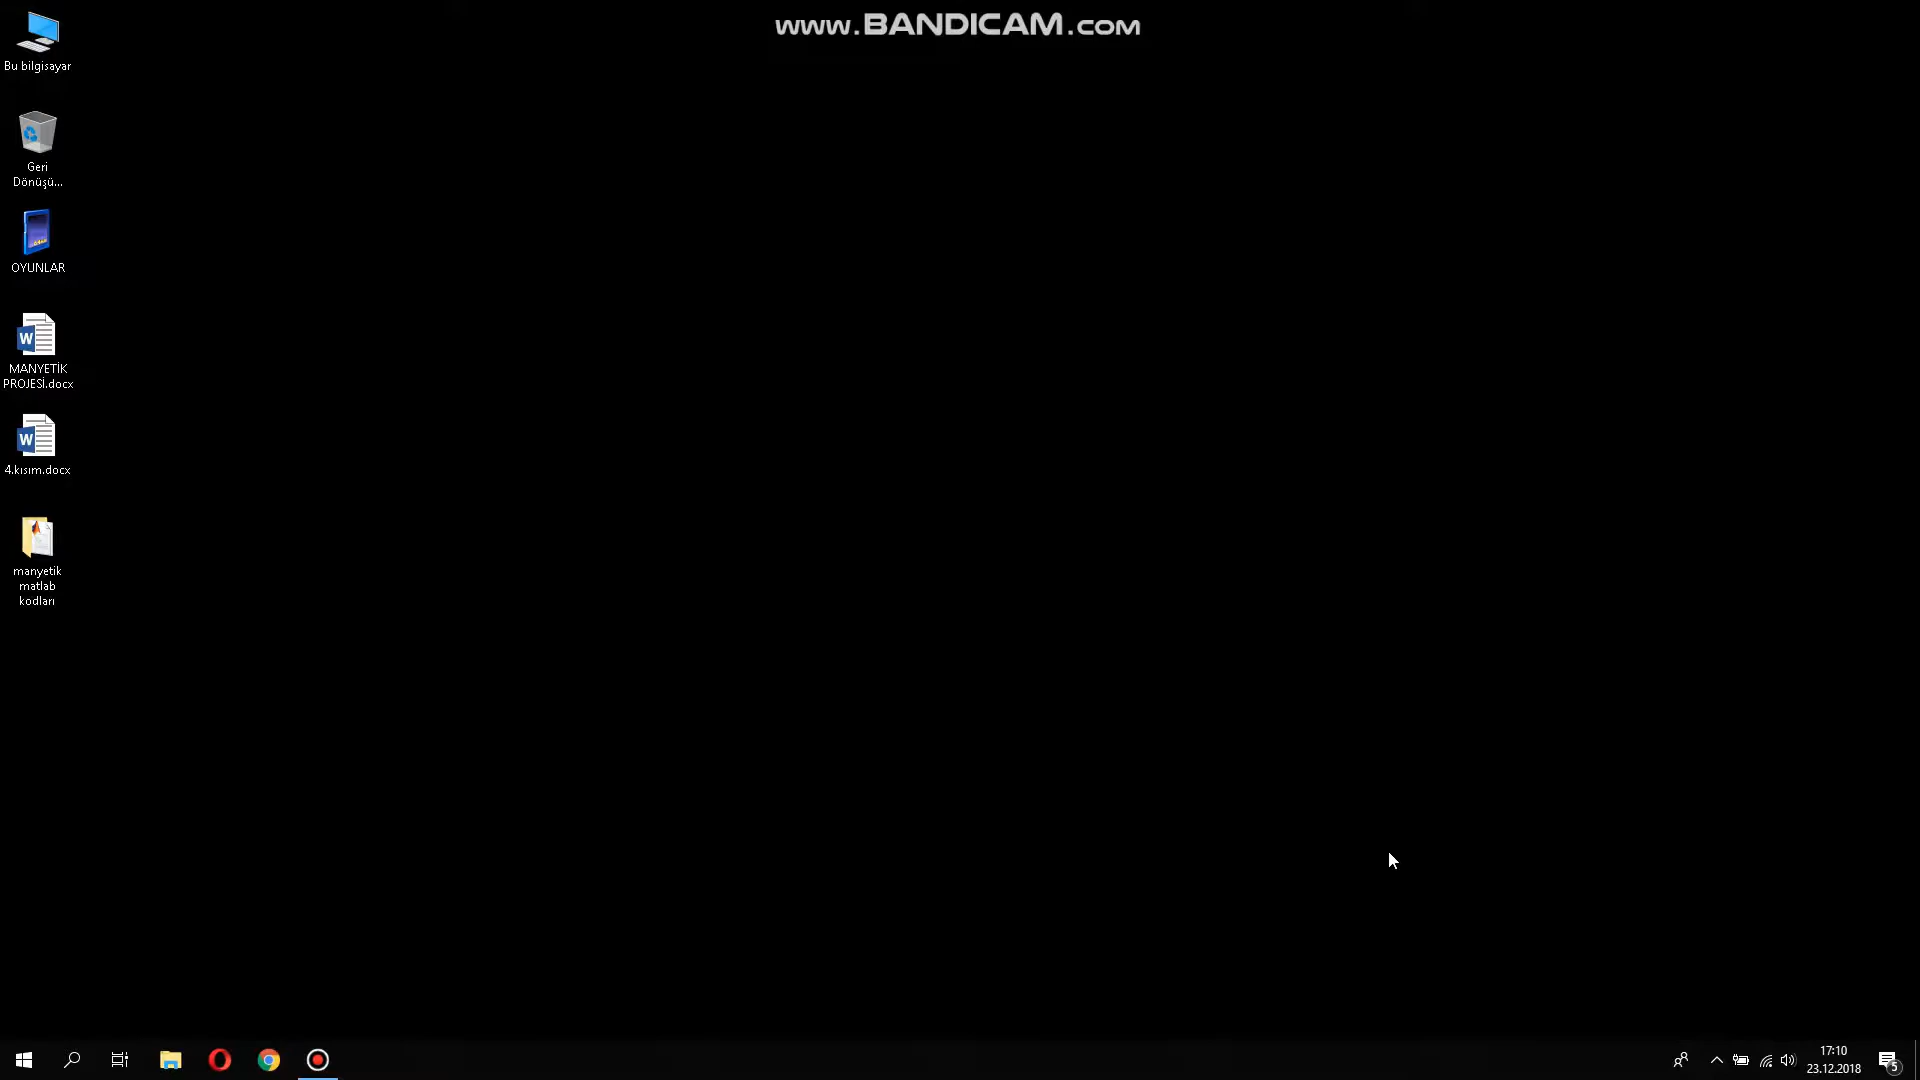 www.BANDICAM.com
Bu bilgisayar
Geri
Dönüşü...
OYUNLAR
MANYETİK
PROJESİ.docx
4.kısım.docx
manyetik
matlab
kodları
17:10
23.12.2018
5